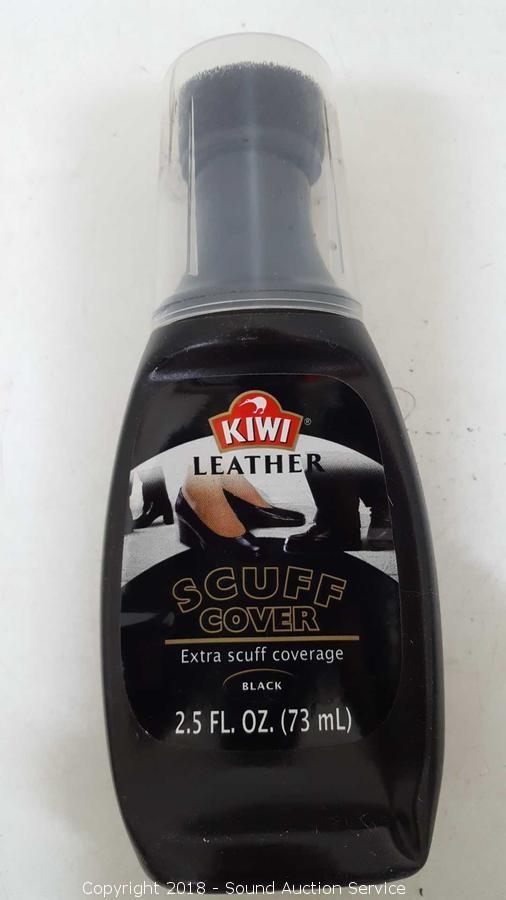 KIWI®
LEATHER
SCUFF
COVER
Extra scuff coverage
BLACK
2.5 FL. OZ. (73 mL)
Copyright 2018 - Sound Auction Service